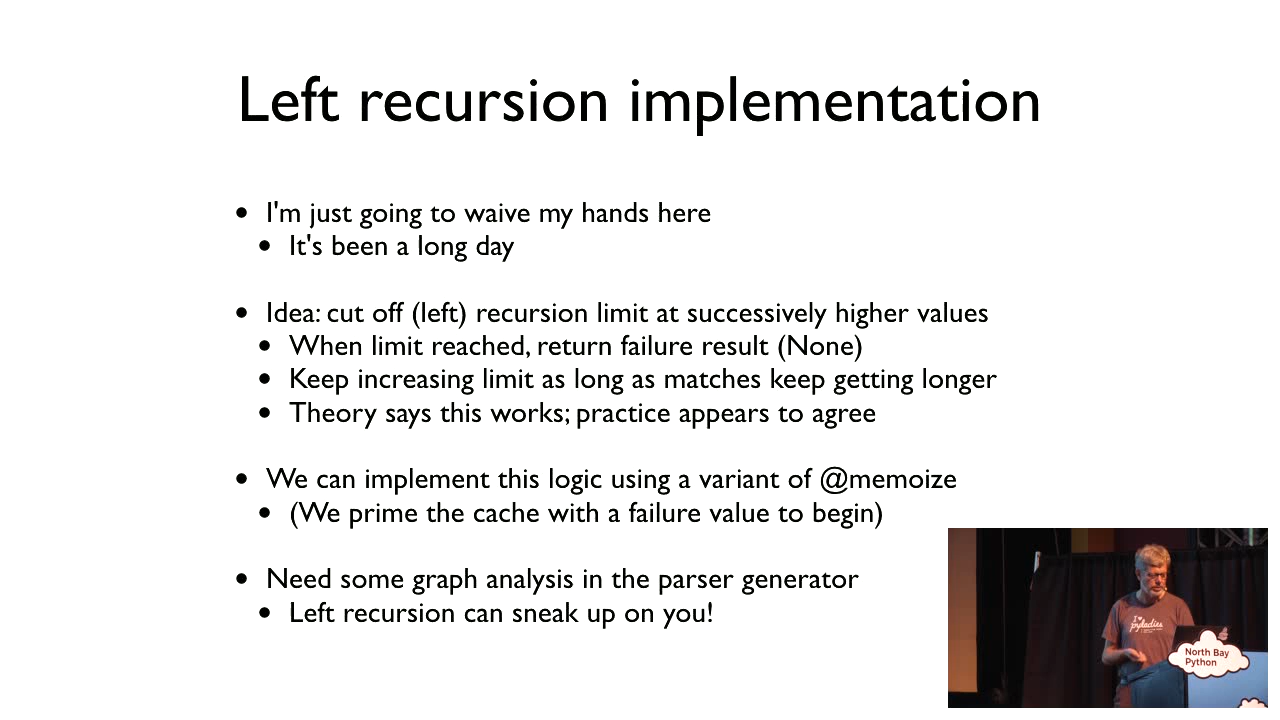 Left recursion implementation
• I'm just going to waive my hands here
• It's been a long day
• Idea: cut off (left) recursion limit at successively higher values
• When limit reached, return failure result (None)
• Keep increasing limit as long as matches keep getting longer
• Theory says this works; practice appears to agree
• We can implement this logic using a variant of @memoize
• (We prime the cache with a failure value to begin)
• Need some graph analysis in the parser generator
• Left recursion can sneak up on you!
I ♥
pyladies
North Bay
Python